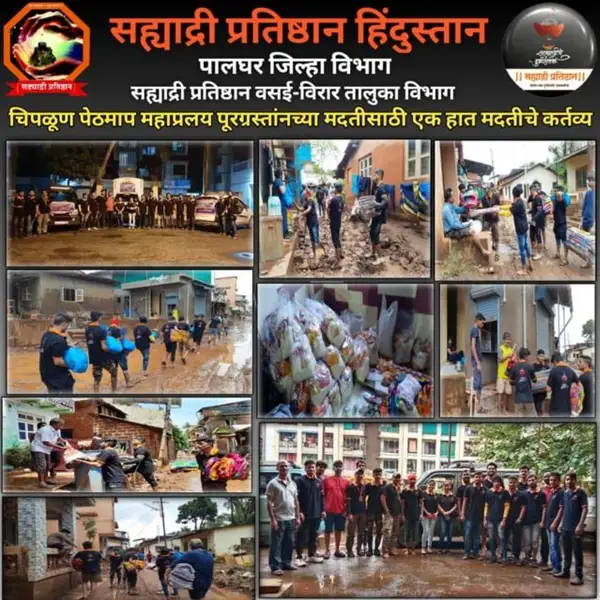 सह्याद्री प्रतिष्ठान हिंदुस्तान
पालघर जिल्हा विभाग
सह्याद्री प्रतिष्ठान वसई-विरार तालुका विभाग
चिपळूण पेठमाप महाप्रलय पूरग्रस्तांनच्या मदतीसाठी एक हात मदतीचे कर्तव्य
सह्याद्री प्रतिष्ठान
|| सह्याद्री प्रतिष्ठान ||